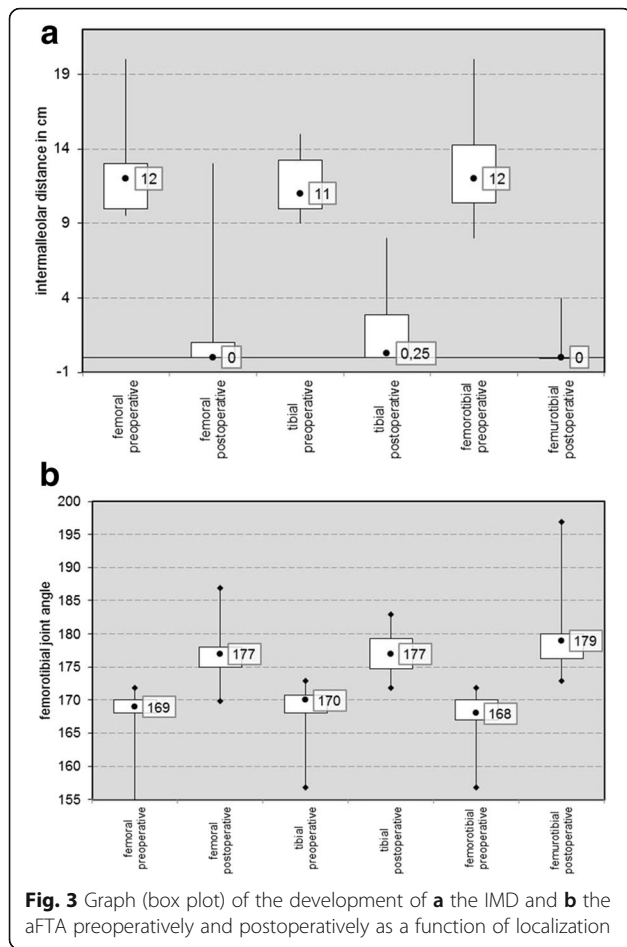 a
19
14
9
4
-1
intermalleolar distance in cm
12
0
11
0,25
12
0
femoral
preoperative
femoral
postoperative
tibial
preoperative
tibial
postoperative
femorotibial
preoperative
femurotibial
postoperative
b
200
195
190
185
180
175
170
165
160
155
femorotibial joint angle
169
177
170
177
168
179
femoral
preoperative
femoral
postoperative
tibial
preoperative
tibial
postoperative
femorotibial
preoperative
femurotibial
postoperative
Fig. 3 Graph (box plot) of the development of a the IMD and b the
aFTA preoperatively and postoperatively as a function of localization